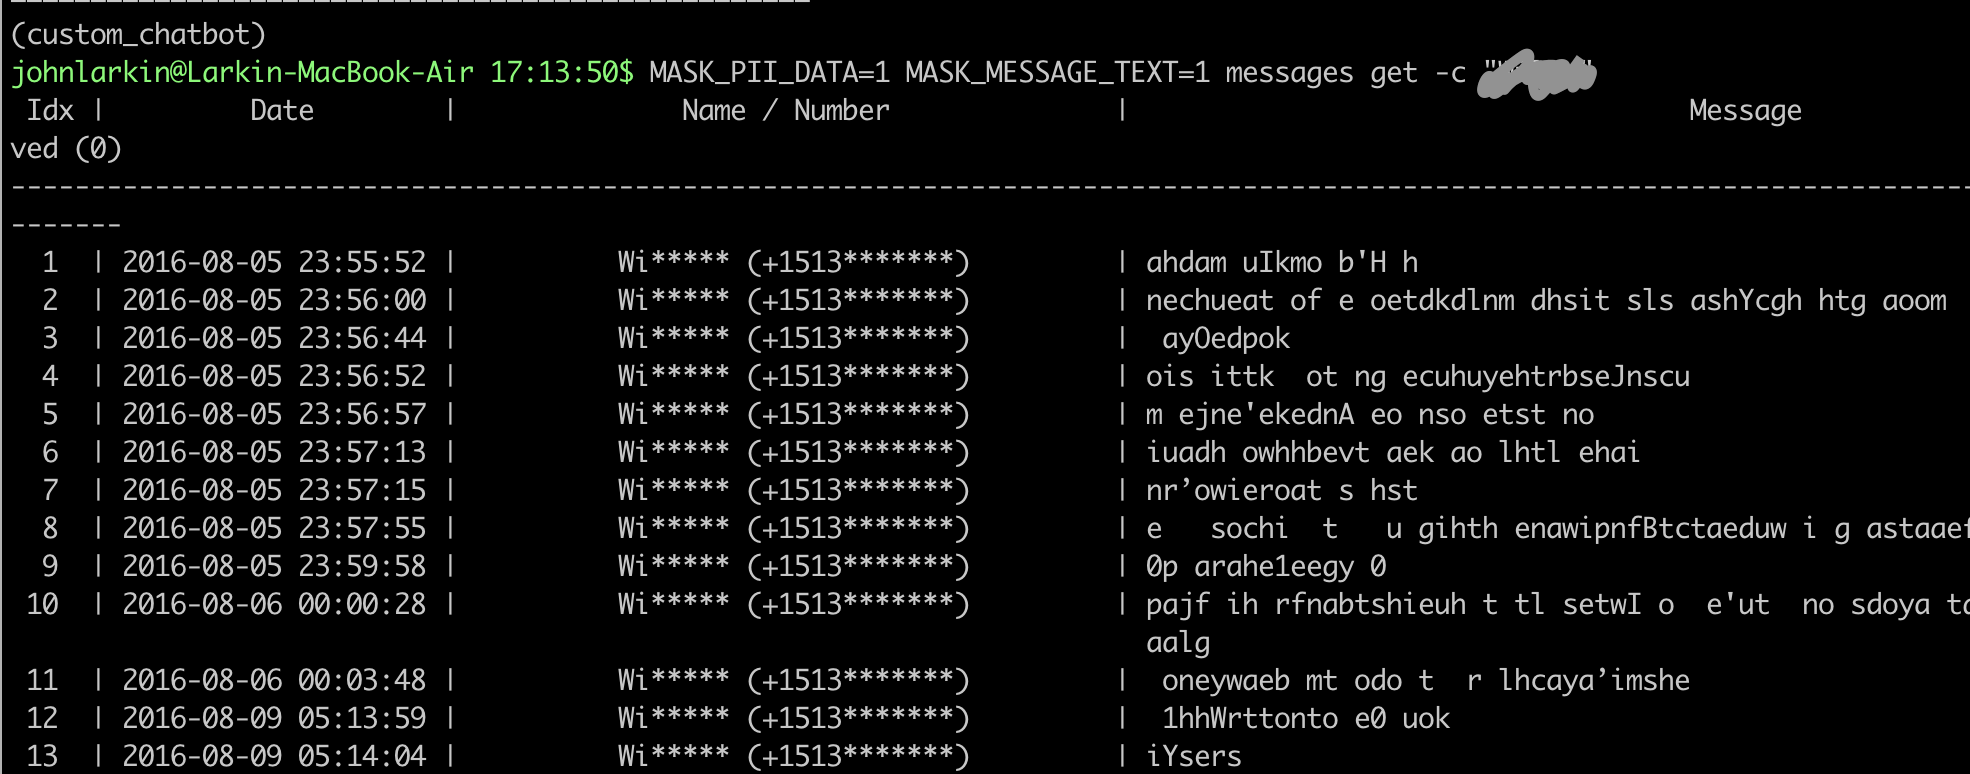 (custom_chatbot)
johnlarkin@Larkin-MacBook-Air 17:13:50$ MASK_PII_DATA=1 MASK_MESSAGE_TEXT=1 messages get -c "
Idx | Date | Name / Number | Message
ved (0)
---------------------------------------------------------------------------------------------------------------------------
-------
1 | 2016-08-05 23:55:52 | Wi***** (+1513*******) | ahdam uIkmo b'H h
2 | 2016-08-05 23:56:00 | Wi***** (+1513*******) | nechueat of e oetdkdlnm dhsit sls ashYcgh htg aoom
3 | 2016-08-05 23:56:44 | Wi***** (+1513*******) | ayOedpok
4 | 2016-08-05 23:56:52 | Wi***** (+1513*******) | ois ittk  ot ng ecuhuyehtrbseJnscu
5 | 2016-08-05 23:56:57 | Wi***** (+1513*******) | m ejne'ekednA eo nso etst no
6 | 2016-08-05 23:57:13 | Wi***** (+1513*******) | iuadh owhhbevt aek ao lhtl ehai
7 | 2016-08-05 23:57:15 | Wi***** (+1513*******) | nr’owieroat s hst
8 | 2016-08-05 23:57:55 | Wi***** (+1513*******) | e   sochi  t   u gihth enawipnfBtctaeduw i g astaaef
9 | 2016-08-05 23:59:58 | Wi***** (+1513*******) | 0p arahe1eegy 0
10 | 2016-08-06 00:00:28 | Wi***** (+1513*******) | pajf ih rfnabtshieuh t tl setwI o  e'ut  no sdoya
aalg
11 | 2016-08-06 00:03:48 | Wi***** (+1513*******) | oneywaeb mt odo t  r lhcaya’imshe
12 | 2016-08-09 05:13:59 | Wi***** (+1513*******) | 1hhWrttonto e0 uok
13 | 2016-08-09 05:14:04 | Wi***** (+1513*******) | iYsers